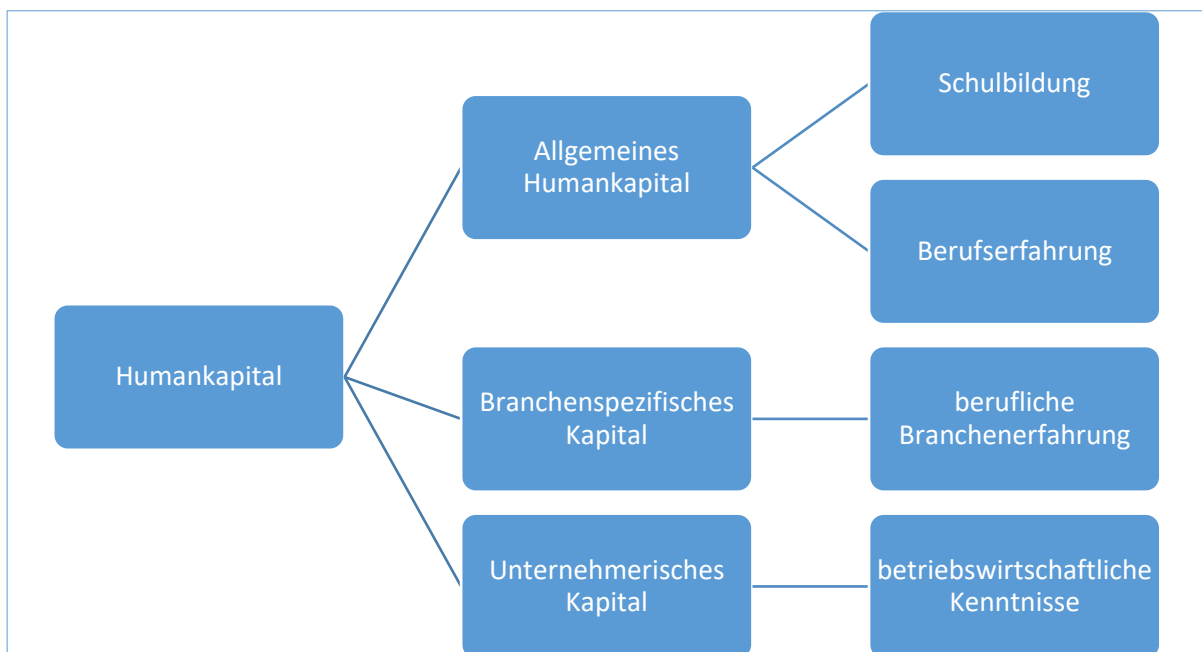 Humankapital
Allgemeines
Humankapital
Schulbildung
Berufserfahrung
Branchenspezifisches
Kapital
berufliche
Branchenerfahrung
Unternehmerisches
Kapital
betriebswirtschaftliche
Kenntnisse